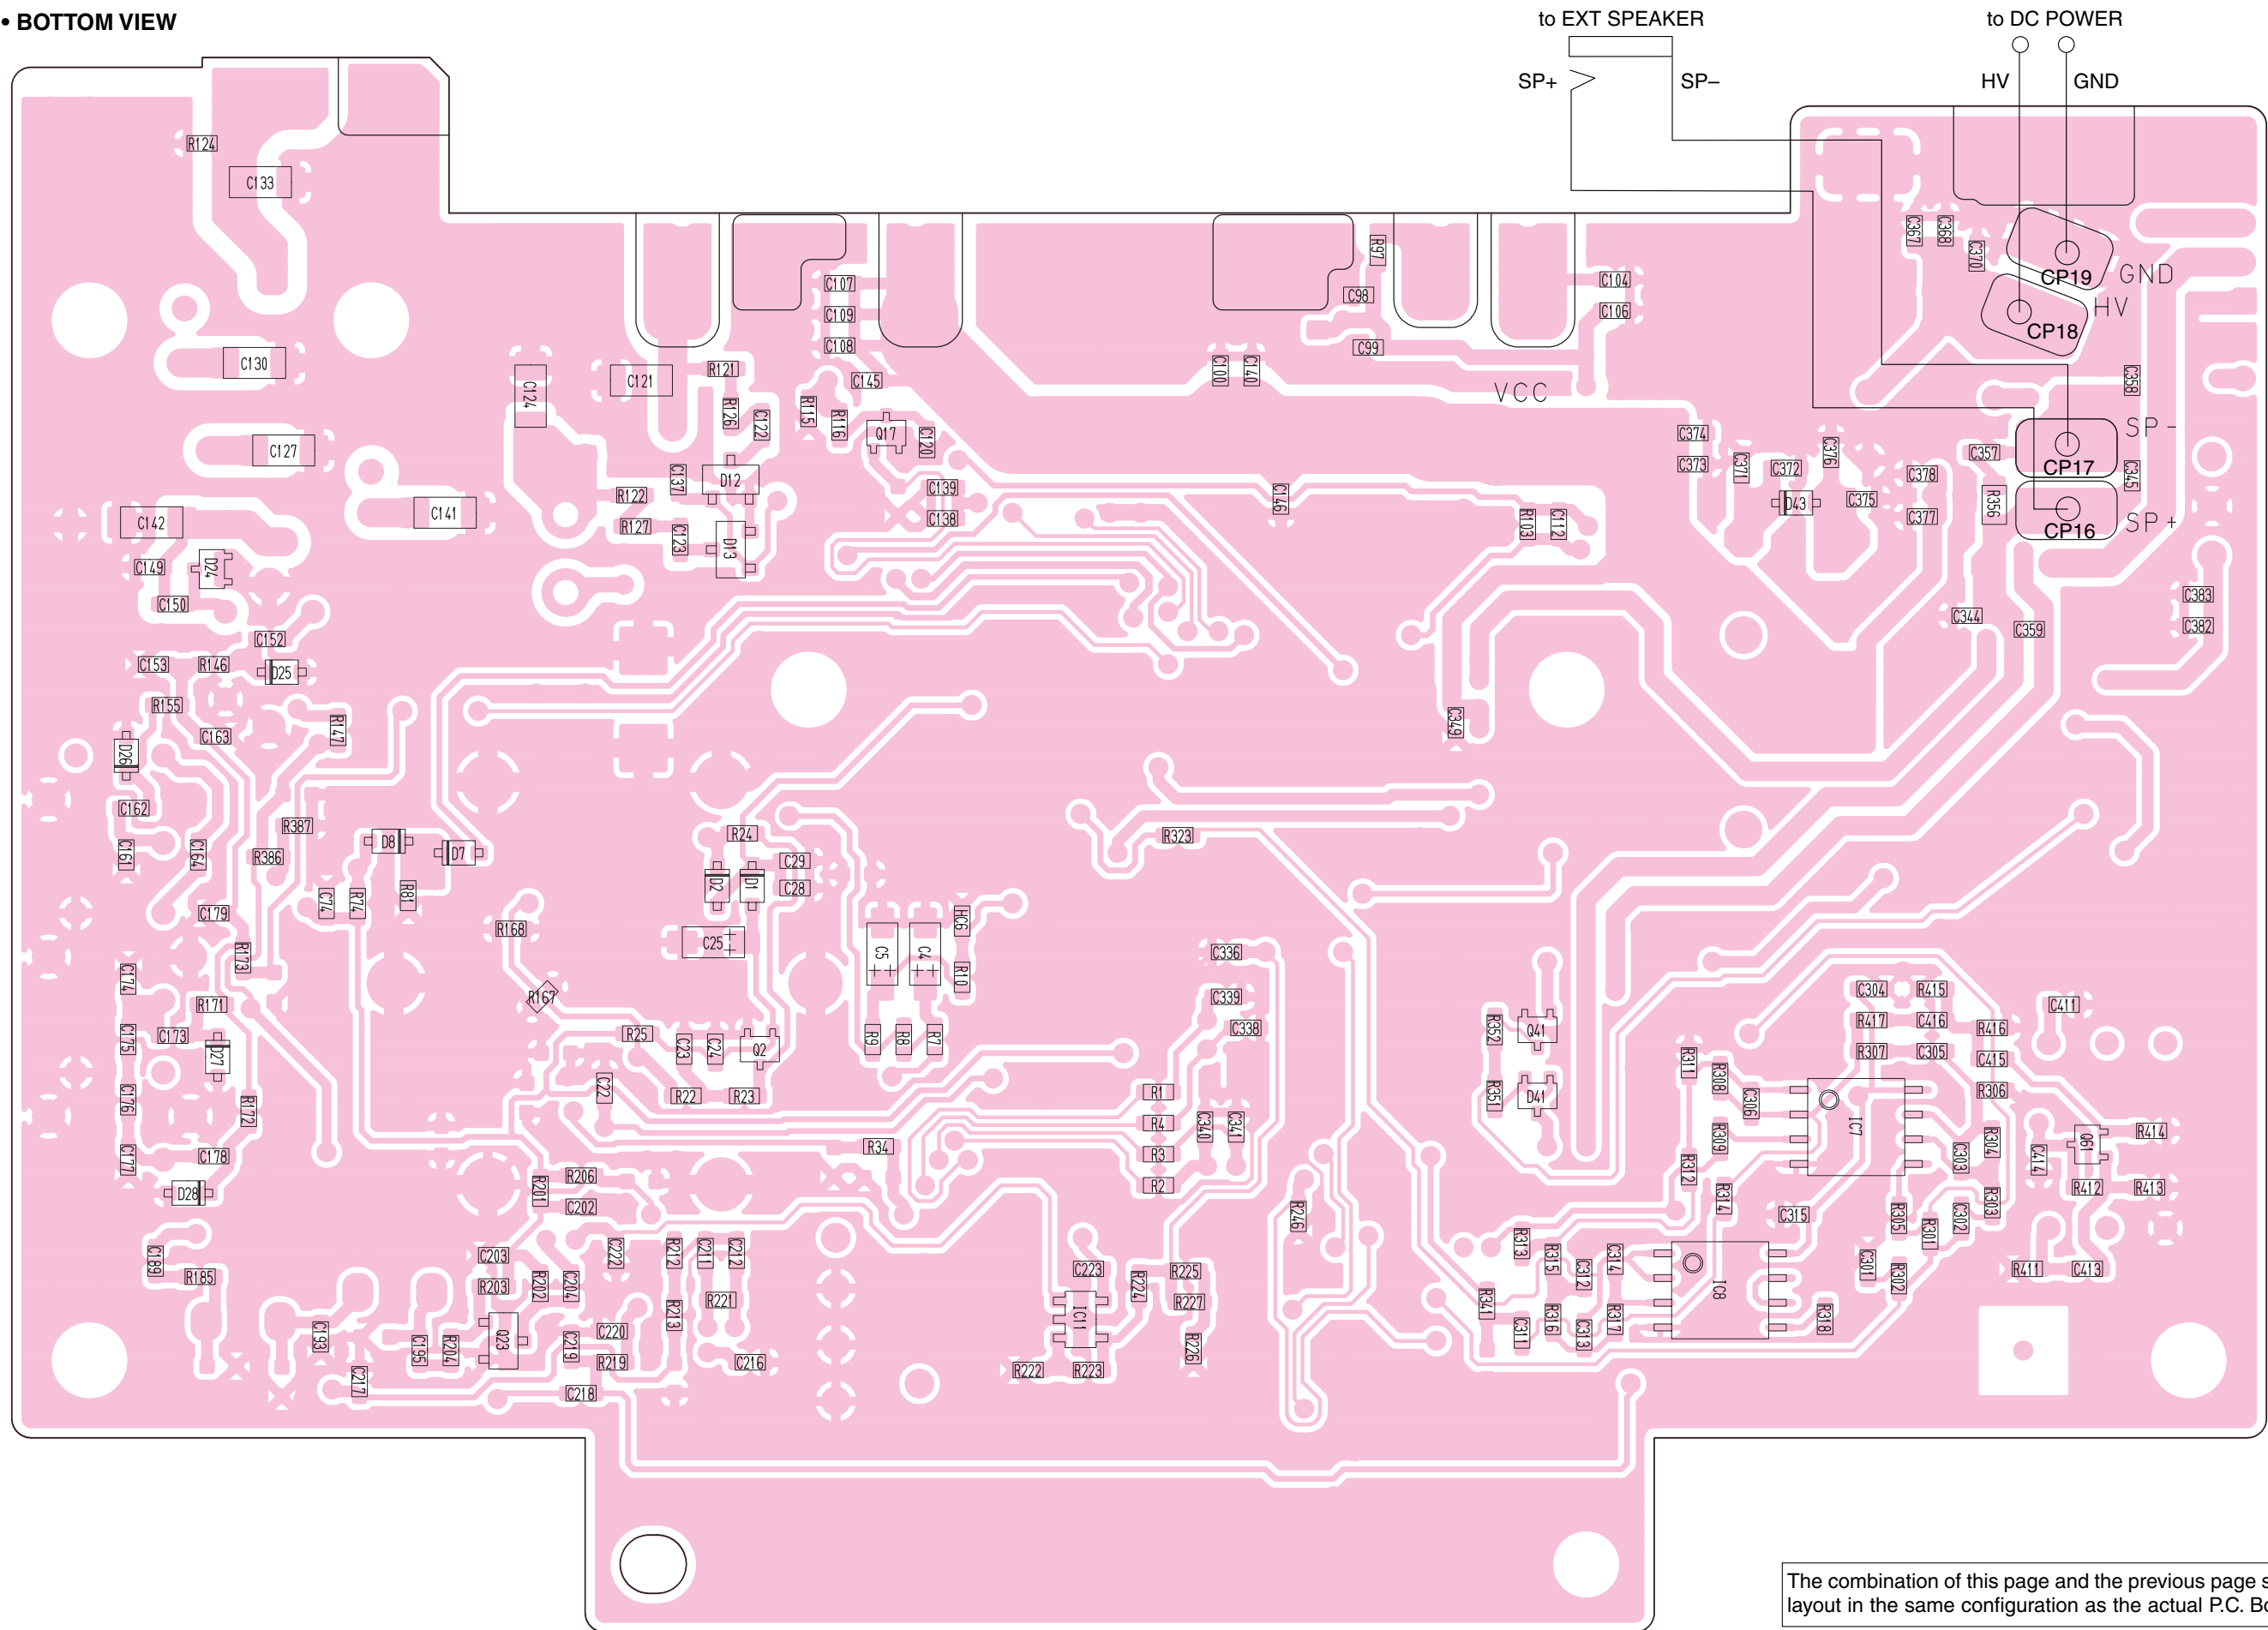 • BOTTOM VIEW
to EXT SPEAKER
to DC POWER
SP+
SP–
HV
GND
R124
C133
C367
C368
C370
CP19
GND
HV
CP18
R97
C107
C98
C104
C109
C106
C108
C99
C130
C124
C121
R121
C145
C100
C140
VCC
C358
R126
C122
R115
R116
Q17
C120
C127
C374
C373
C371
C372
C376
C357
SP -
CP17
C137
D12
C139
C138
C146
R122
R127
C123
D13
C141
C142
R103
C112
D43
C375
C378
C377
R356
C345
CP16
SP +
C149
D24
C150
C152
C153
R146
D25
C344
C359
C383
C382
R155
C163
R147
D26
C349
C162
R387
C161
C164
R386
D8
D7
R24
C29
D2
D1
C28
R323
C74
R74
R81
C179
R168
HC6
C25
C5
C4
R10
C336
R173
C174
R167
C339
C338
C304
R415
C411
R171
C173
C175
D27
R25
C23
C24
Q2
R9
R8
R7
R352
Q41
R417
C416
R416
R307
C305
C415
R311
R308
C306
R306
C22
R22
R23
R1
R4
R3
R2
C340
C341
R351
D41
IC7
C176
R172
C177
C178
D28
R34
R312
R309
R314
C303
R304
C414
Q61
R414
R412
R413
R201
R206
C202
R246
C315
R305
R301
C302
R303
C189
R185
C203
R203
R202
C204
C222
R212
C211
C212
R221
R213
C223
R224
R225
R227
R226
IC11
R222
R223
R313
R315
C312
C314
R341
C311
R316
C313
R317
IC8
R318
C301
R302
R411
C413
C193
C195
R204
Q23
C219
C220
R219
C216
C217
C218
The combination of this page and the previous page
layout in the same configuration as the actual P.C.